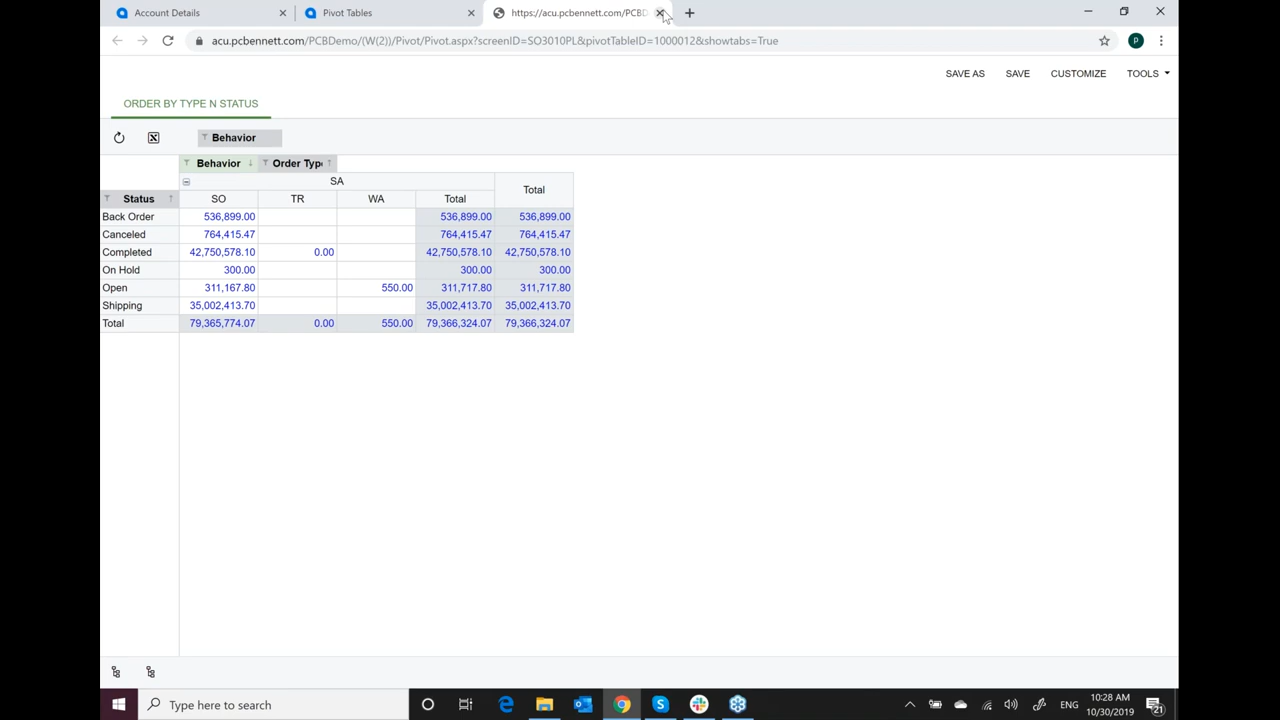 Account Details
Pivot Tables
https://acu.pcbennett.com/PCBD
acu.pcbennett.com/PCBDemo/(W(2))/Pivot/Pivot.aspx?screenID=SO3010PL&pivotTableID=1000012&showtabs=True
p
SAVE AS SAVE CUSTOMIZE TOOLS
ORDER BY TYPE N STATUS
Behavior
Behavior Order Type
SA Total
Status SO TR WA Total
Back Order 536,899.00 536,899.00 536,899.00
Canceled 764,415.47 764,415.47 764,415.47
Completed 42,750,578.10 0.00 42,750,578.10 42,750,578.10
On Hold 300.00 300.00 300.00
Open 311,167.80 550.00 311,717.80 311,717.80
Shipping 35,002,413.70 35,002,413.70 35,002,413.70
Total 79,365,774.07 0.00 550.00 79,366,324.07 79,366,324.07
Type here to search
ENG
10:28 AM
10/30/2019
21